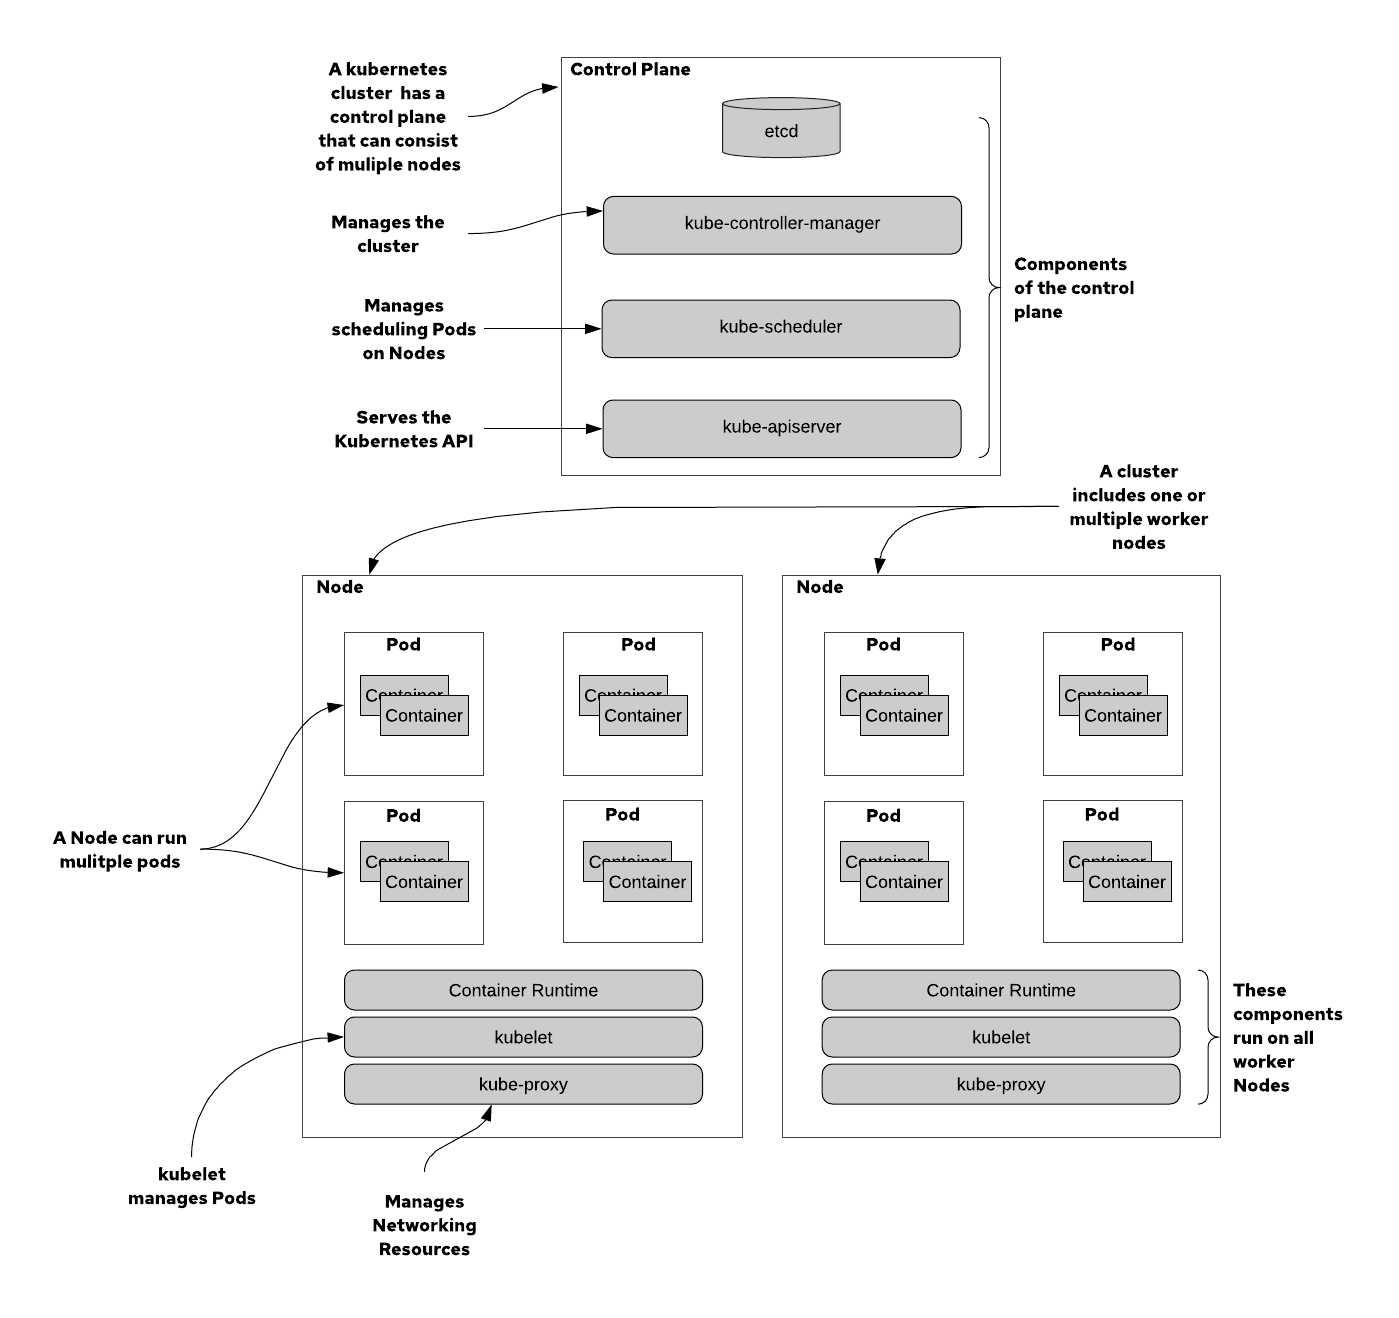 A kubernetes
cluster has a
control plane
that can consist
of muliple nodes
Control Plane
etcd
Manages the
cluster
kube-controller-manager
Components
of the control
plane
Manages
scheduling Pods
on Nodes
kube-scheduler
Serves the
Kubernetes API
kube-apiserver
A cluster
includes one or
multiple worker
nodes
Node
Pod
Container
Container
Pod
Container
Container
A Node can run
mulitple pods
Pod
Container
Container
Pod
Container
Container
Container Runtime
kubelet
kube-proxy
kubelet
manages Pods
Manages
Networking
Resources
Node
Pod
Container
Container
Pod
Container
Container
Pod
Container
Container
Pod
Container
Container
Container Runtime
kubelet
kube-proxy
These
components
run on all
worker
Nodes